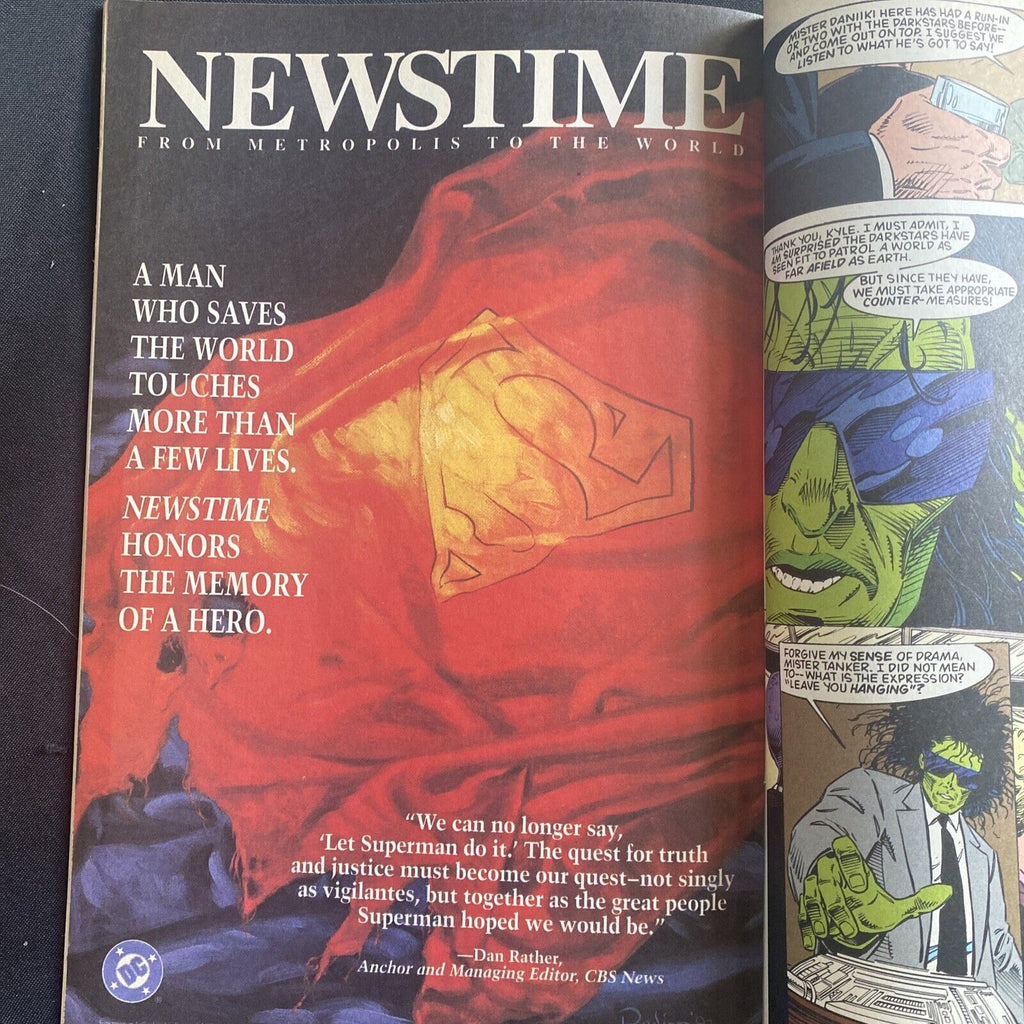 NEWSTIME
FROM METROPOLIS TO THE WORLD
A MAN
WHO SAVES
THE WORLD
TOUCHES
MORE THAN
A FEW LIVES.
NEWSTIME
HONORS
THE MEMORY
OF A HERO.
“We can no longer say,
‘Let Superman do it.’ The quest for truth
and justice must become our quest–not singly
as vigilantes, but together as the great people
Superman hoped we would be.”
—Dan Rather,
Anchor and Managing Editor, CBS News
DC
MISTER DANIIKI HERE HAS HAD A RUN-IN
OR TWO WITH THE DARKSTARS BEFORE--
AND COME OUT ON TOP. I SUGGEST WE
LISTEN TO WHAT HE'S GOT TO SAY!
THANK YOU, KYLE. I MUST ADMIT, I
AM SURPRISED THE DARKSTARS HAVE
SEEN FIT TO PATROL A WORLD AS
FAR AFIELD AS EARTH.
BUT SINCE THEY HAVE,
WE MUST TAKE APPROPRIATE
COUNTER-MEASURES!
FORGIVE MY SENSE OF DRAMA,
MISTER TANKER. I DID NOT MEAN
TO--WHAT IS THE EXPRESSION?
"LEAVE YOU HANGING"?